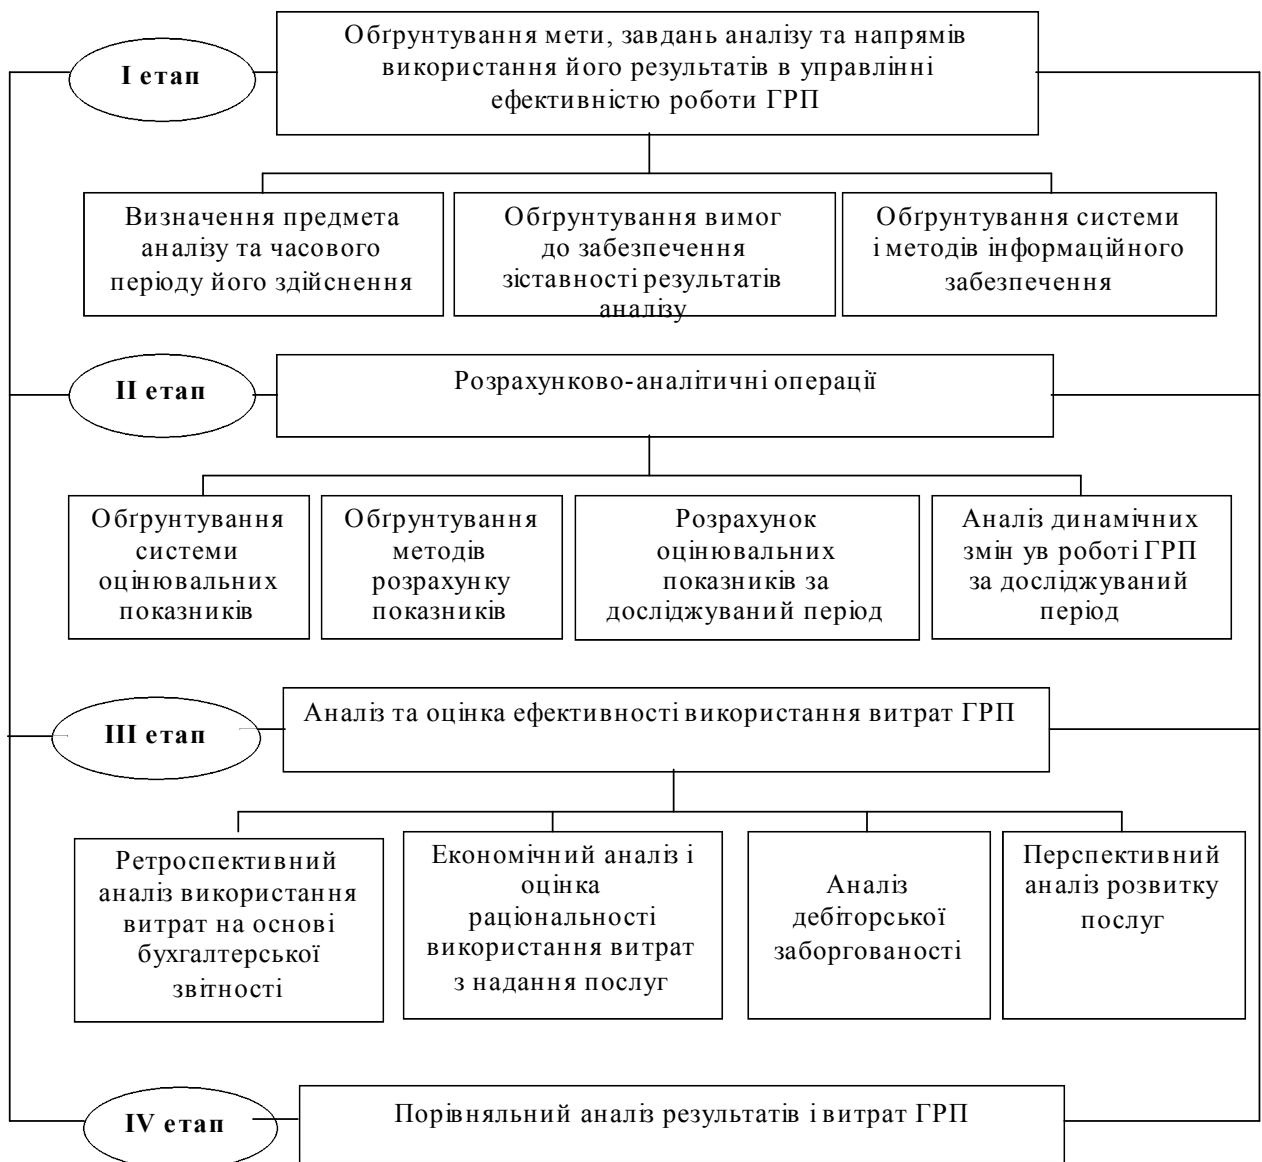 І етап
Обґрунтування мети, завдань аналізу та напрямів
використання його результатів в управлінні
ефективністю роботи ГРП
Визначення предмета
аналізу та часового
періоду його здійснення
Обґрунтування вимог
до забезпечення
зіставності результатів
аналізу
Обґрунтування системи
і методів інформаційного
забезпечення
ІІ етап
Розрахунково-аналітичні операції
Обґрунтування
системи
оцінювальних
показників
Обґрунтування
методів
розрахунку
показників
Розрахунок
оцінювальних
показників за
досліджуваний період
Аналіз динамічних
змін ув роботі ГРП
за досліджуваний
період
ІІІ етап
Аналіз та оцінка ефективності використання витрат ГРП
Ретроспективний
аналіз використання
витрат на основі
бухгалтерської
звітності
Економічний аналіз і
оцінка
раціональності
використання витрат
з надання послуг
Аналіз
дебіторської
заборгованості
Перспективний
аналіз розвитку
послуг
IV етап
Порівняльний аналіз результатів і витрат ГРП